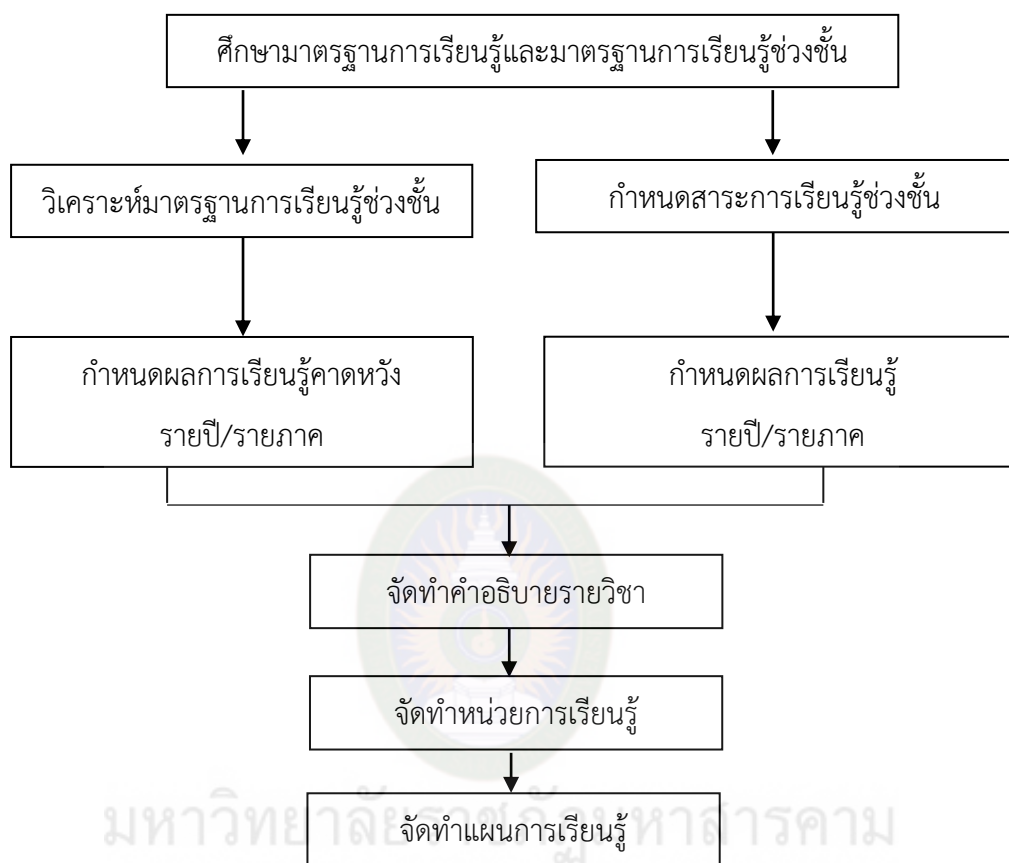 ศึกษามาตรฐานการเรียนรู้และมาตรฐานการเรียนรู้ช่วงชั้น
วิเคราะห์มาตรฐานการเรียนรู้ช่วงชั้น
กำหนดสาระการเรียนรู้ช่วงชั้น
กำหนดผลการเรียนรู้คาดหวัง
รายปี/รายภาค
กำหนดผลการเรียนรู้
รายปี/รายภาค
จัดทำคำอธิบายรายวิชา
จัดทำหน่วยการเรียนรู้
จัดทำแผนการเรียนรู้
มหาวิทยาลัยราชภัฏมหาสารคาม